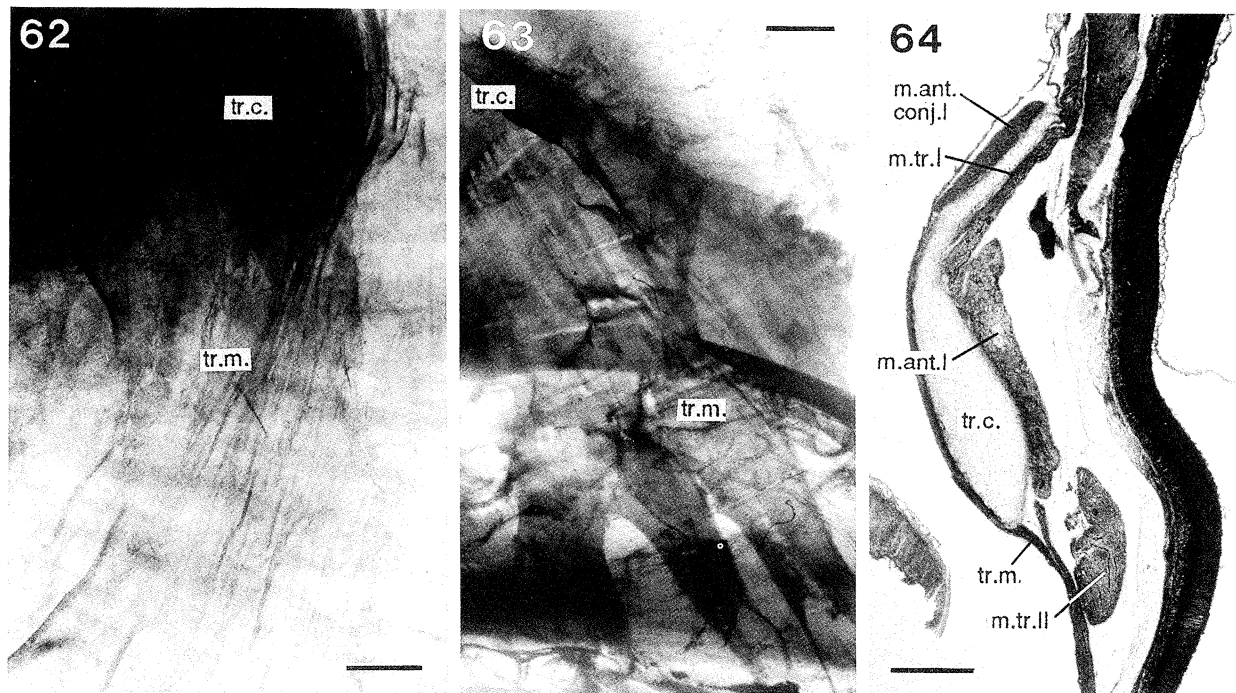 62
tr.c.
tr.m.
63
tr.c.
tr.m.
64
m.ant.
conj.I
m.tr.I
m.ant.I
tr.c.
tr.m.
m.tr.II